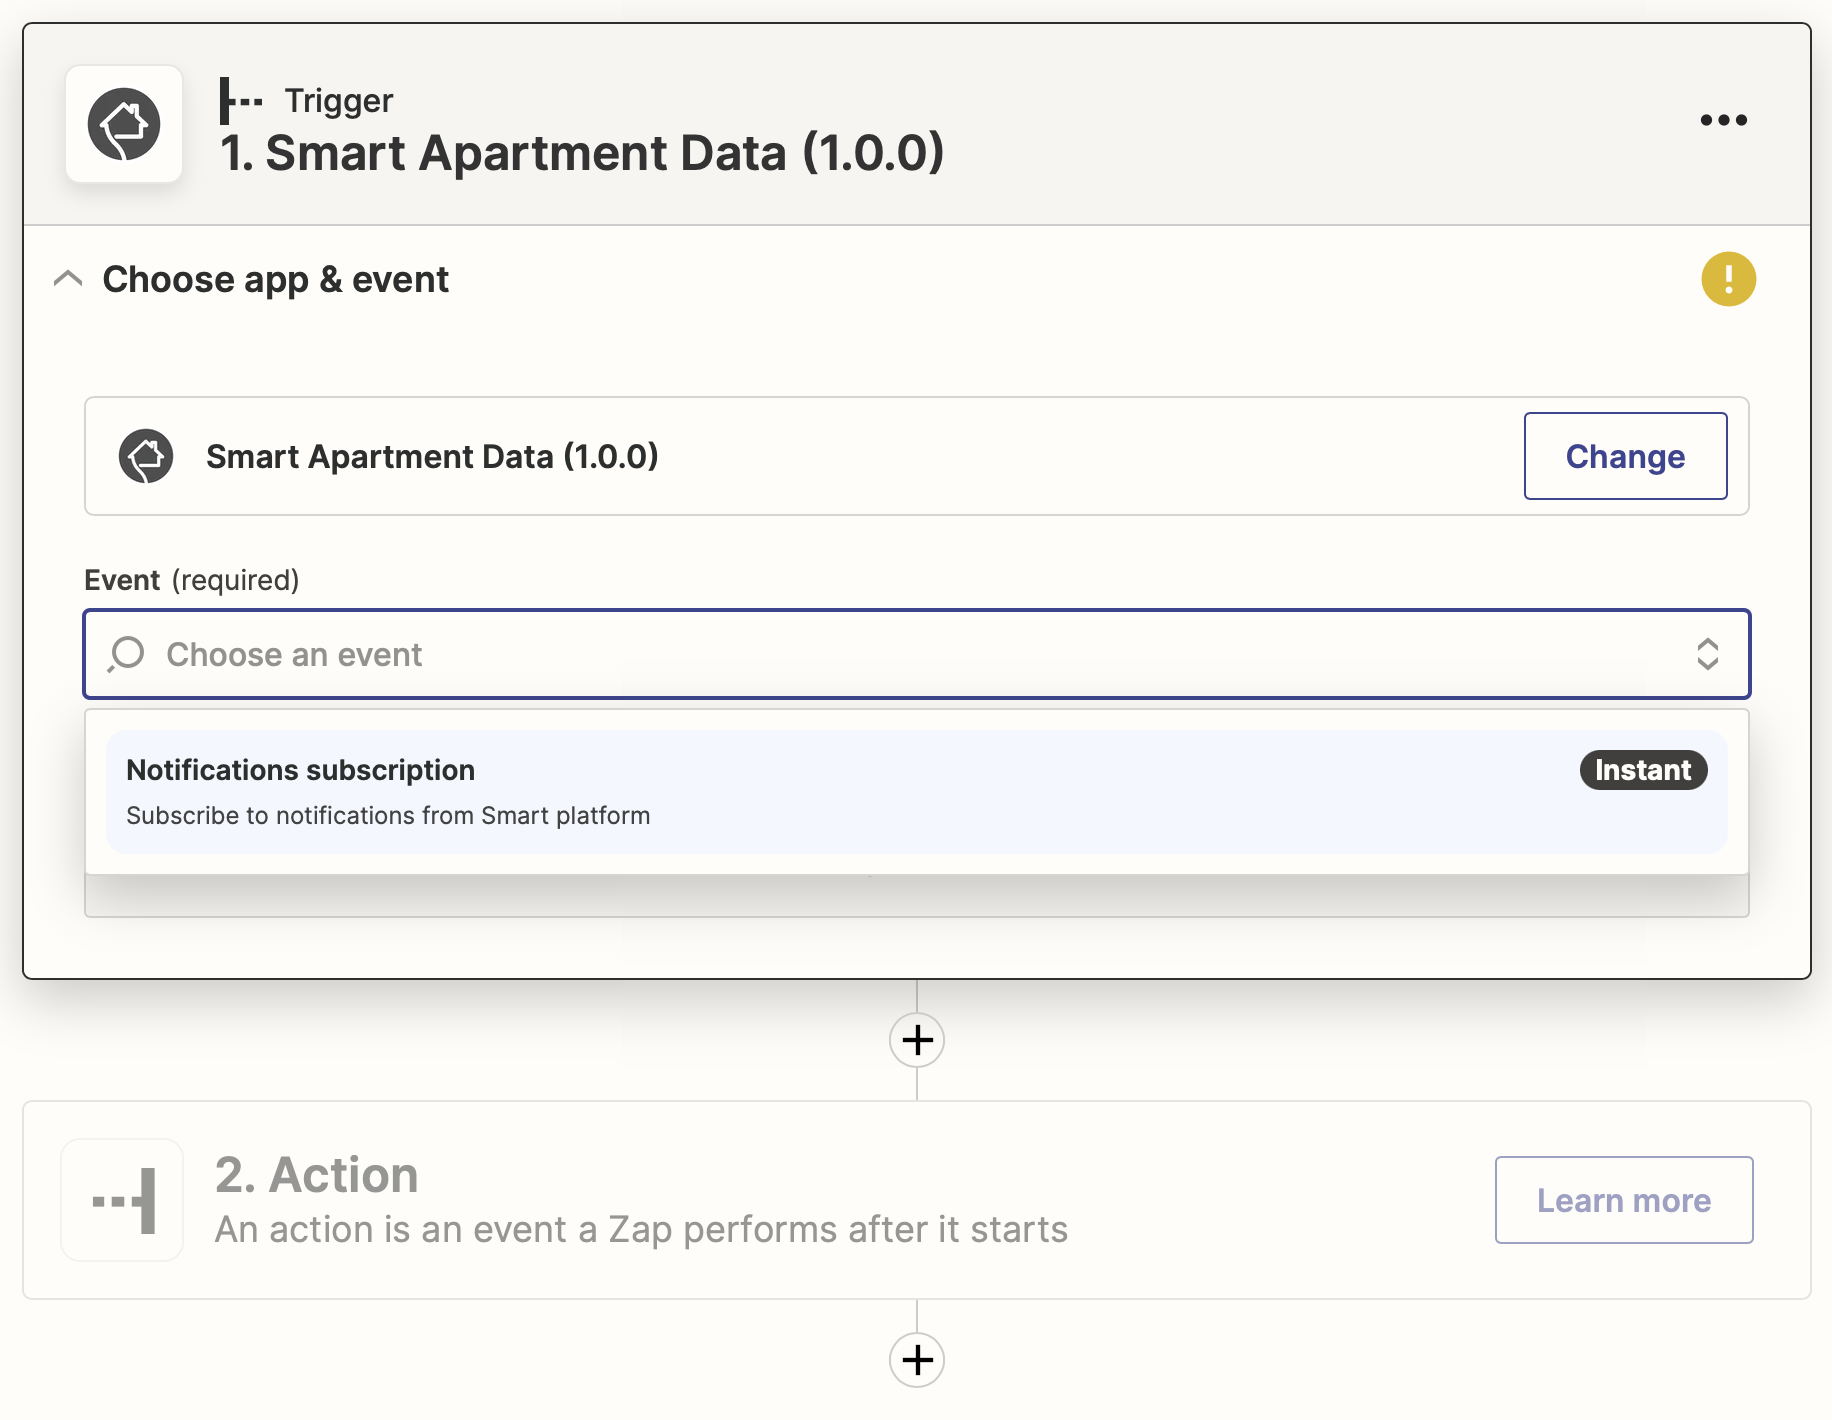 Trigger
1. Smart Apartment Data (1.0.0)
Choose app & event
Smart Apartment Data (1.0.0)
Change
Event (required)
Choose an event
Notifications subscription
Instant
Subscribe to notifications from Smart platform
2. Action
An action is an event a Zap performs after it starts
Learn more